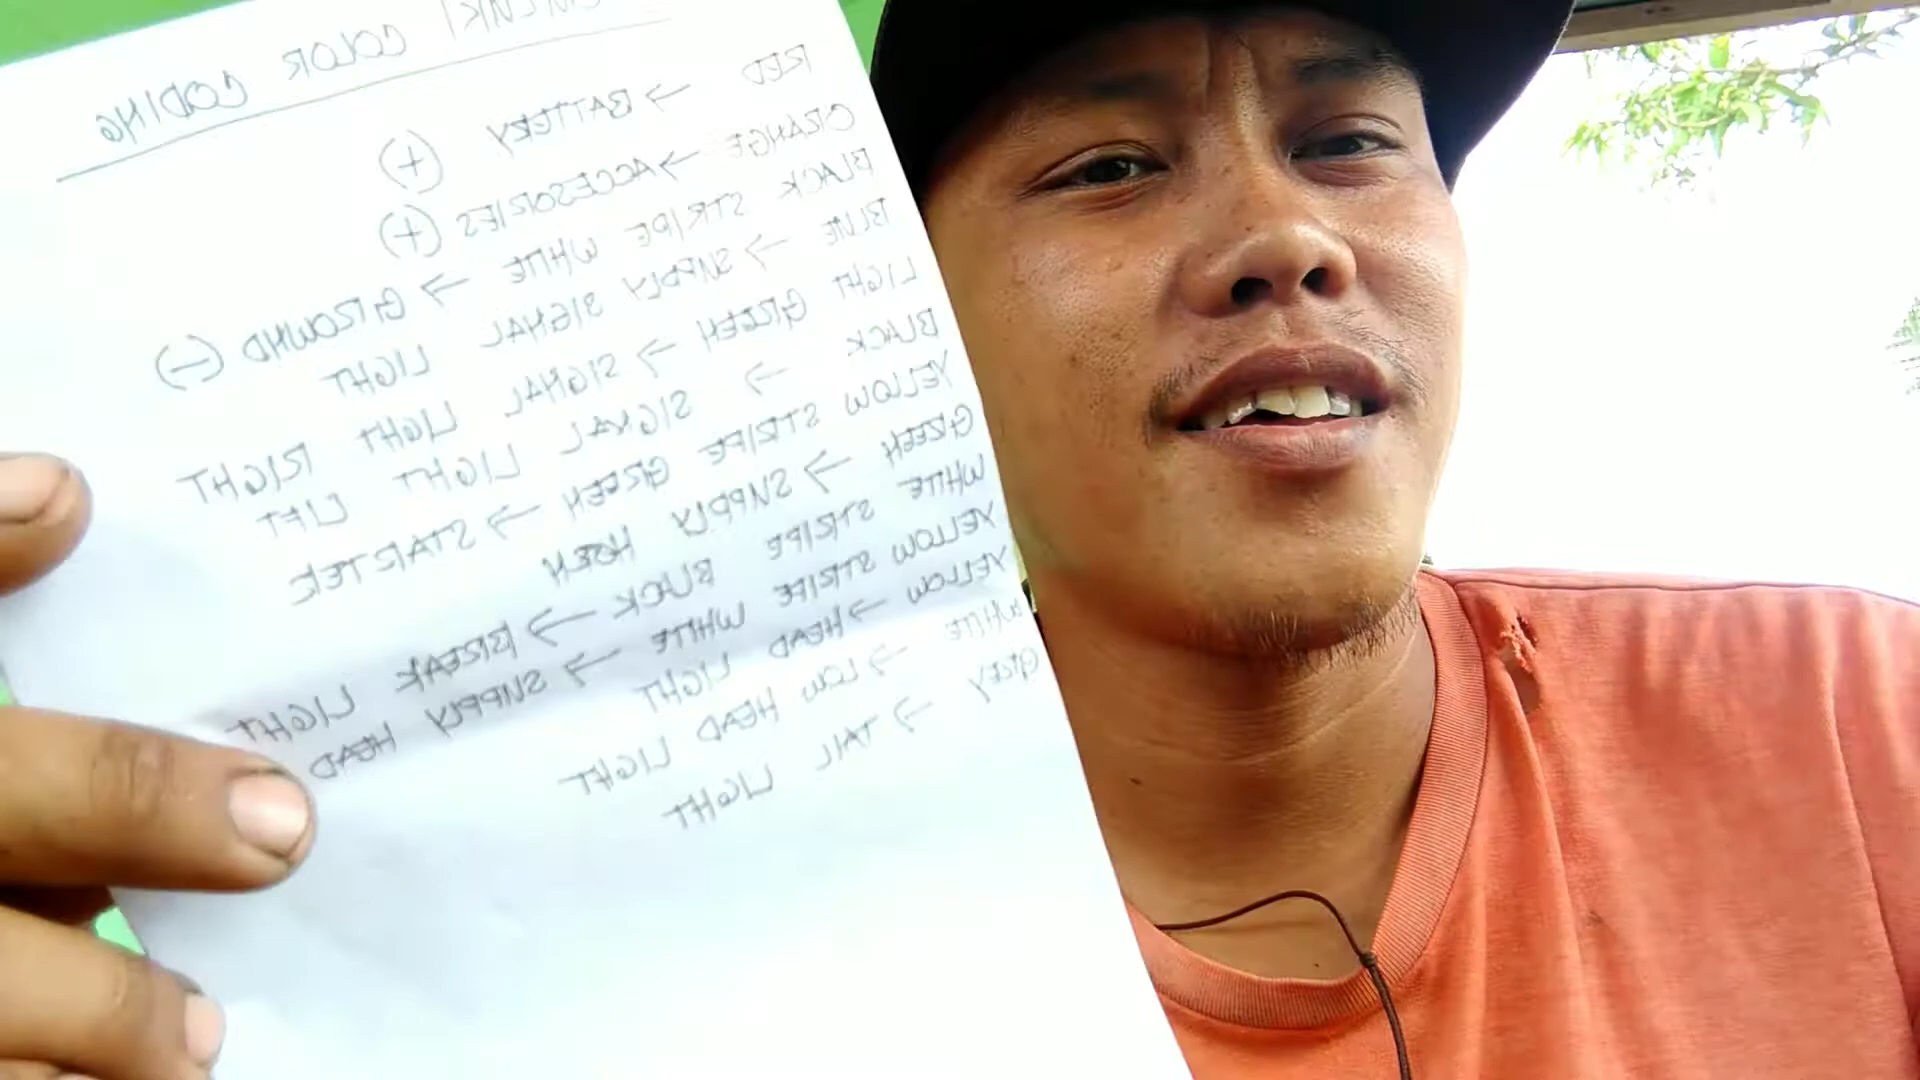 COLOR CODING
RED → BATTERY (+)
ORANGE → ACCESSORIES (+)
BLACK STRIPE WHITE → GROUND (-)
BLUE → SUPPLY SIGNAL LIGHT
LIGHT GREEN → SIGNAL LIGHT RIGHT
BLACK → SIGNAL LIGHT LIFT
YELLOW STRIPE GREEN → STARTER
GREEN → SUPPLY HOEN
WHITE STRIPE BLACK → BREAK LIGHT
YELLOW STRIPE WHITE → SUPPLY HEAD
YELLOW → HEAD LIGHT
WHITE → LOW HEAD LIGHT
GREY → TAIL LIGHT